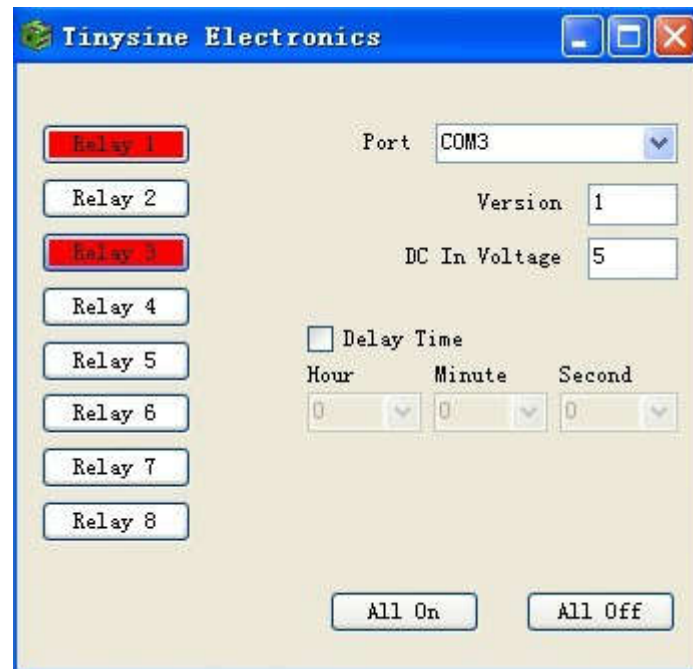 Tinysine Electronics
Relay 1
Relay 2
Relay 3
Relay 4
Relay 5
Relay 6
Relay 7
Relay 8
Port COM3
Version 1
DC In Voltage 5
Delay Time
Hour Minute Second
0 0 0
All On All Off